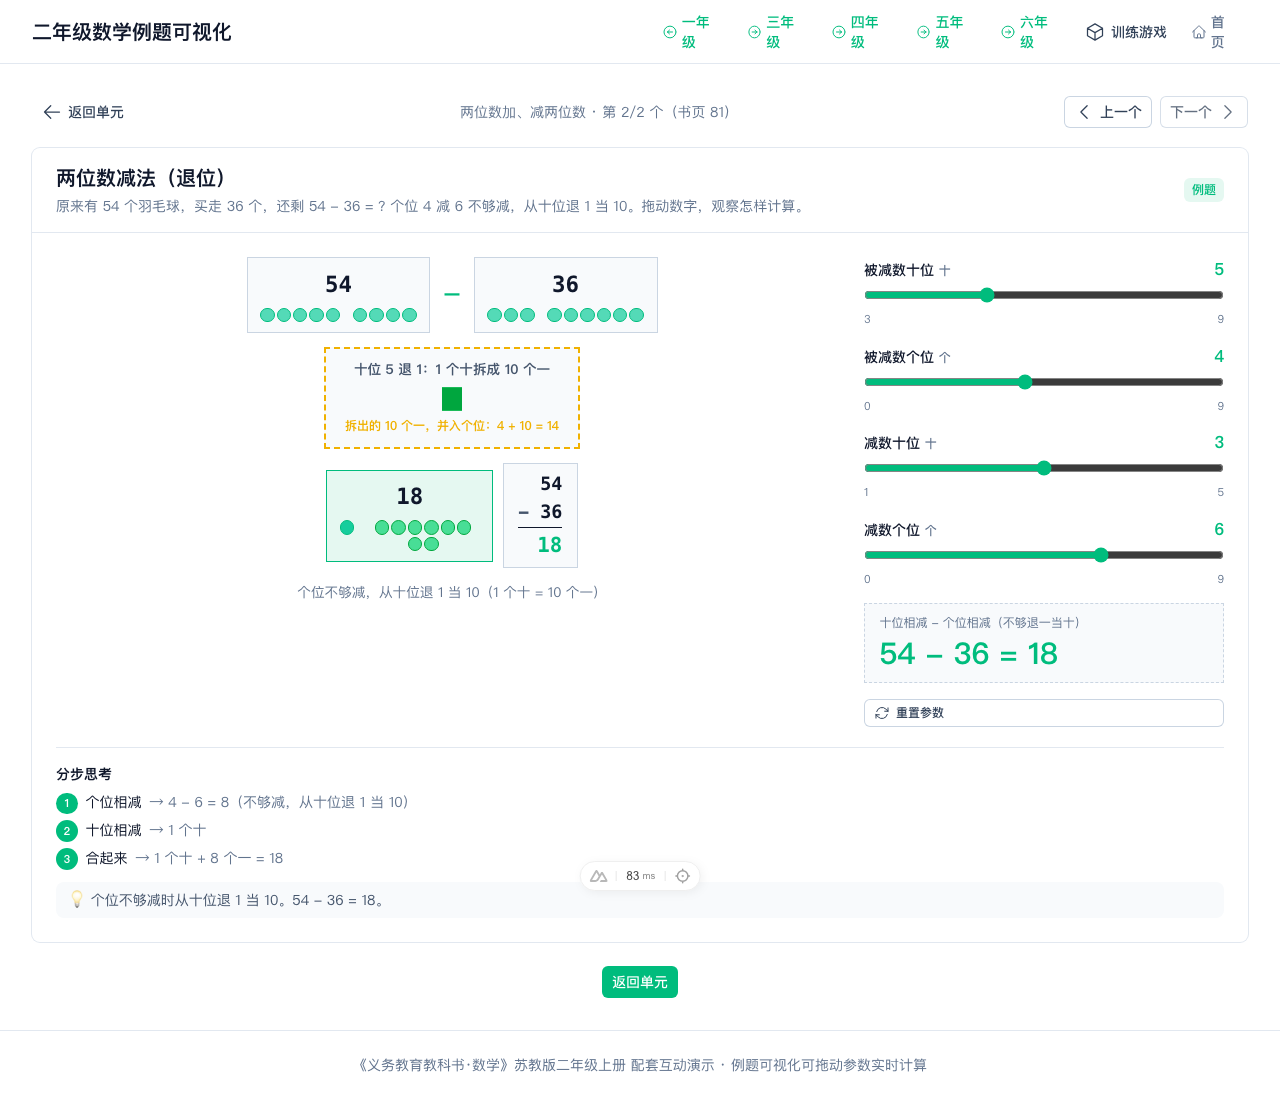 二年级数学例题可视化
一年级
三年级
四年级
五年级
六年级
训练游戏
首页
返回单元
两位数加、减两位数 · 第 2/2 个（书页 81）
上一个
下一个
两位数减法（退位）
原来有 54 个羽毛球，买走 36 个，还剩 54 − 36 = ? 个位 4 减 6 不够减，从十位退 1 当 10。拖动数字，观察怎样计算。
例题
54
−
36
十位 5 退 1：1 个十拆成 10 个一
拆出的 10 个一，并入个位：4 + 10 = 14
18
54
− 36
18
个位不够减，从十位退 1 当 10（1 个十 = 10 个一）
被减数十位 十
5
3
9
被减数个位 个
4
0
9
减数十位 十
3
1
5
减数个位 个
6
0
9
十位相减 − 个位相减（不够退一当十）
54 − 36 = 18
重置参数
分步思考
1 个位相减 → 4 − 6 = 8（不够减，从十位退 1 当 10）
2 十位相减 → 1 个十
3 合起来 → 1 个十 + 8 个一 = 18
83 ms
💡 个位不够减时从十位退 1 当 10。54 − 36 = 18。
返回单元
《义务教育教科书·数学》苏教版二年级上册 配套互动演示 · 例题可视化可拖动参数实时计算